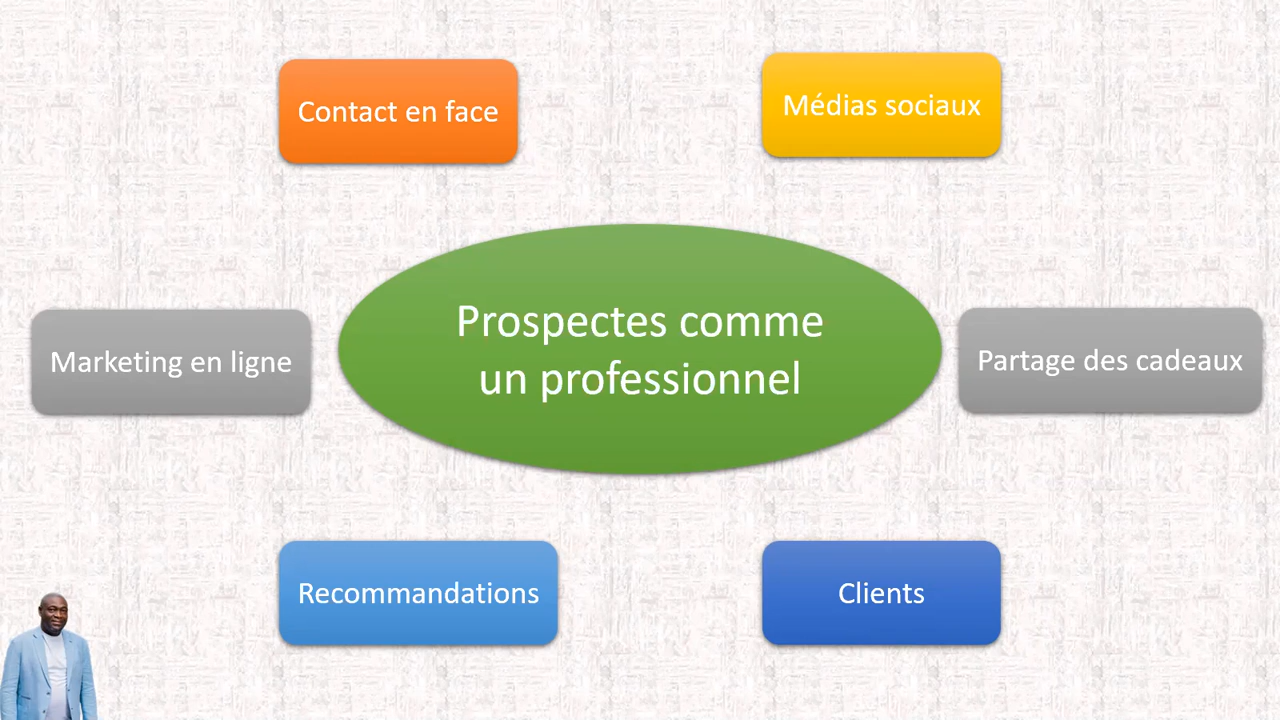 Contact en face
Médias sociaux
Prospectes comme
un professionnel
Marketing en ligne
Partage des cadeaux
Recommandations
Clients